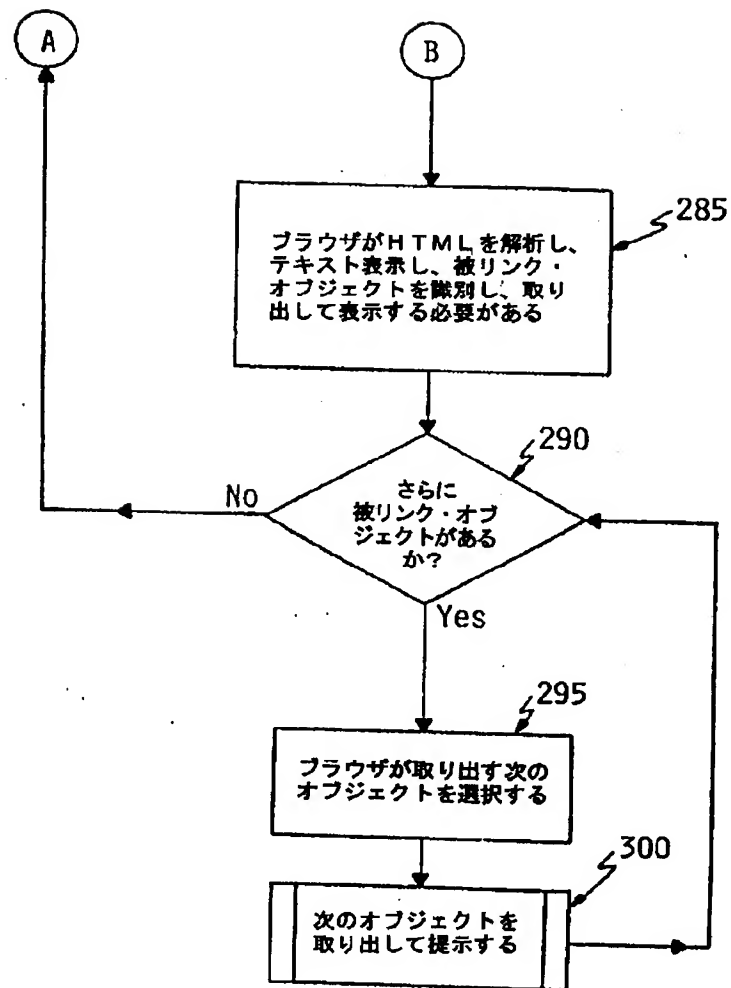 A
B
285
ブラウザがHTMLを解析し、
テキスト表示し、被リンク・
オブジェクトを識別し、取り
出して表示する必要がある
290
さらに
被リンク・オブ
ジェクトがある
か?
No
Yes
295
ブラウザが取り出す次の
オブジェクトを選択する
300
次のオブジェクトを
取り出して提示する